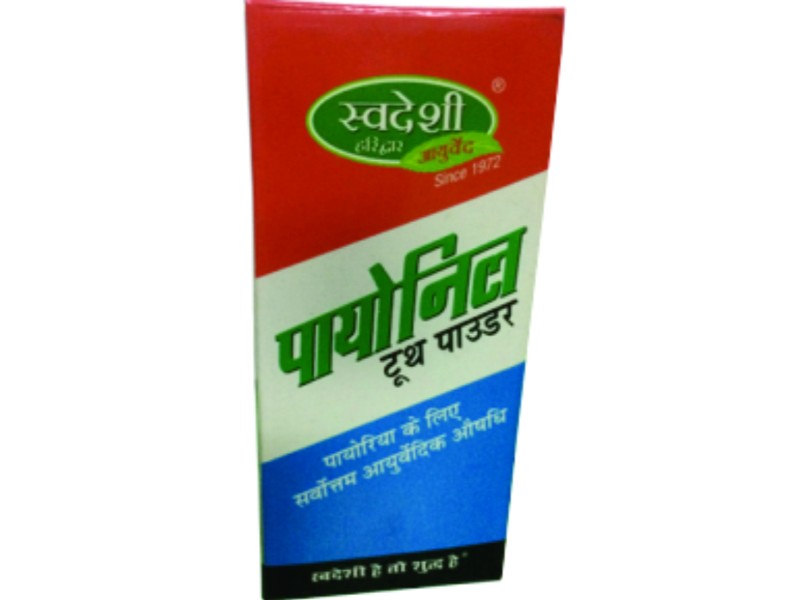 स्वदेशी
®
हरिद्वार
आयुर्वेद
Since 1972
पायोनिल
टूथ पाउडर
पायोरिया के लिए
सर्वोत्तम आयुर्वेदिक औषधि
स्वदेशी है तो शुद्ध है